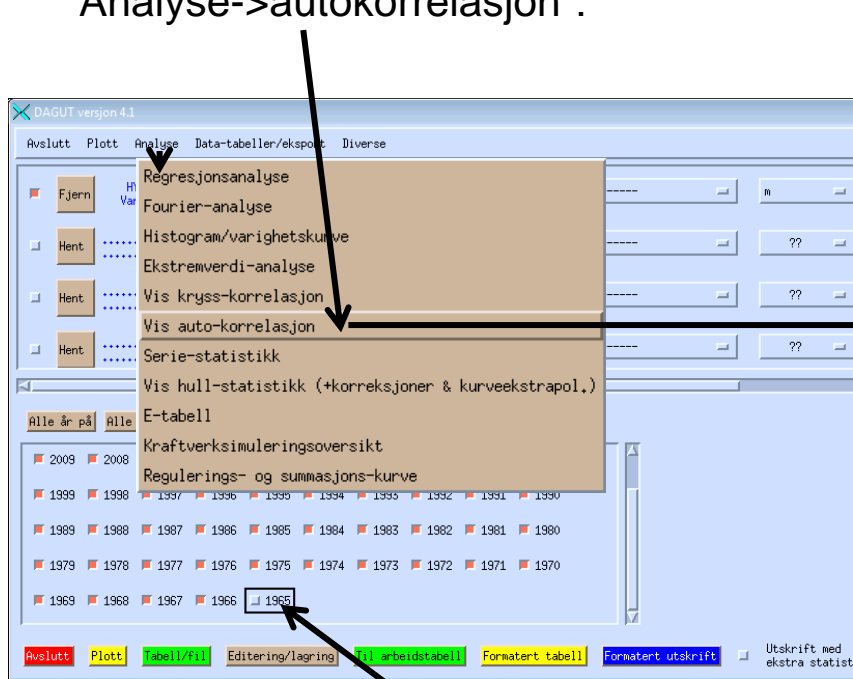 Analyse->autokorrelasjon".
DAGUT versjon 4.1
Avslutt Plott Analyse Data-tabeller/eksport Diverse
Fjern ----- m
Regresjonsanalyse
Fourier-analyse
Hent ----- ??
Histogram/varighetskurve
Ekstremverdi-analyse
Hent ----- ??
Vis kryss-korrelasjon
Vis auto-korrelasjon
Hent ----- ??
Serie-statistikk
Vis hull-statistikk (+korreksjoner & kurveekstrapol.)
E-tabell
Kraftverksimuleringsoversikt
Regulerings- og summasjons-kurve
Alle år på Alle
2009 2008
1999 1998 1997 1996 1995 1994 1993 1992 1991 1990
1989 1988 1987 1986 1985 1984 1983 1982 1981 1980
1979 1978 1977 1976 1975 1974 1973 1972 1971 1970
1969 1968 1967 1966 1965
Avslutt Plott Tabell/fil Editering/lagring Til arbeidstabell Formatert tabell Formatert utskrift Utskrift med
ekstra statist